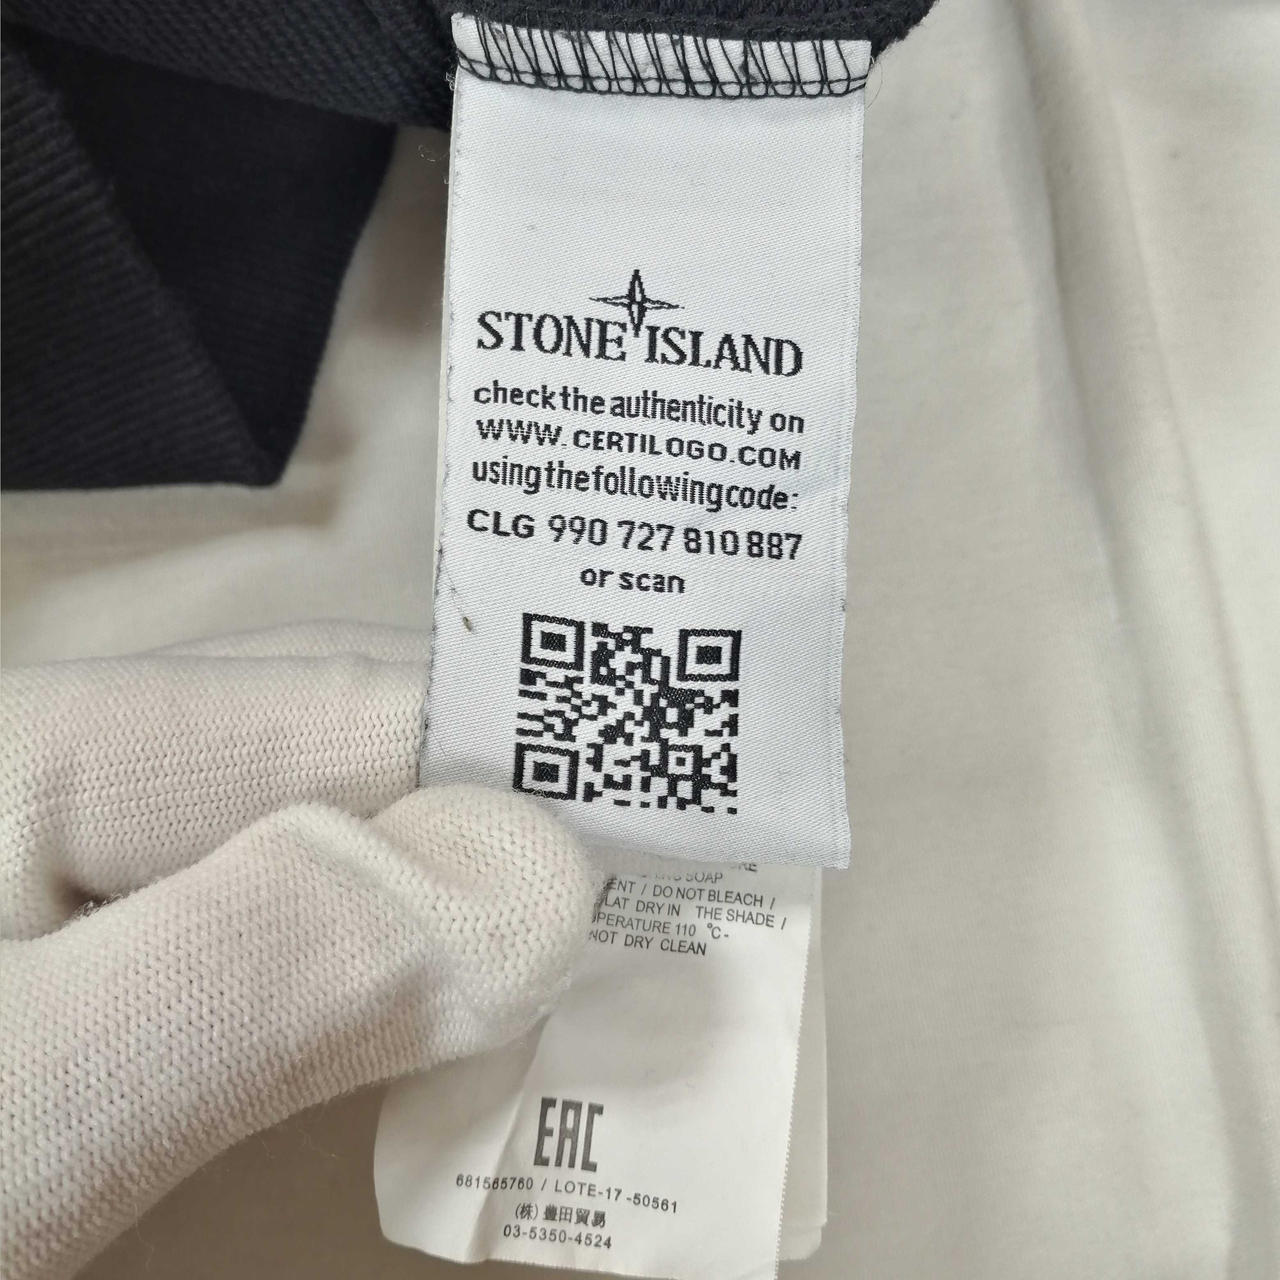 STONE ISLAND
check the authenticity on
WWW.CERTILOGO.COM
using the following code:
CLG 990 727 810 887
or scan
SOAP
ENT / DO NOT BLEACH /
LAT DRY IN THE SHADE /
PERATURE 110 °C -
NOT DRY CLEAN
EAC
681565760 / LOTE-17-50561
(株) 豊田貿易
03-5350-4524